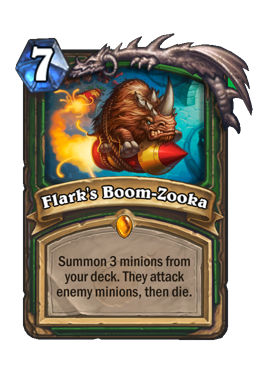 7
Flark's Boom-Zooka
Summon 3 minions from
your deck. They attack
enemy minions, then die.